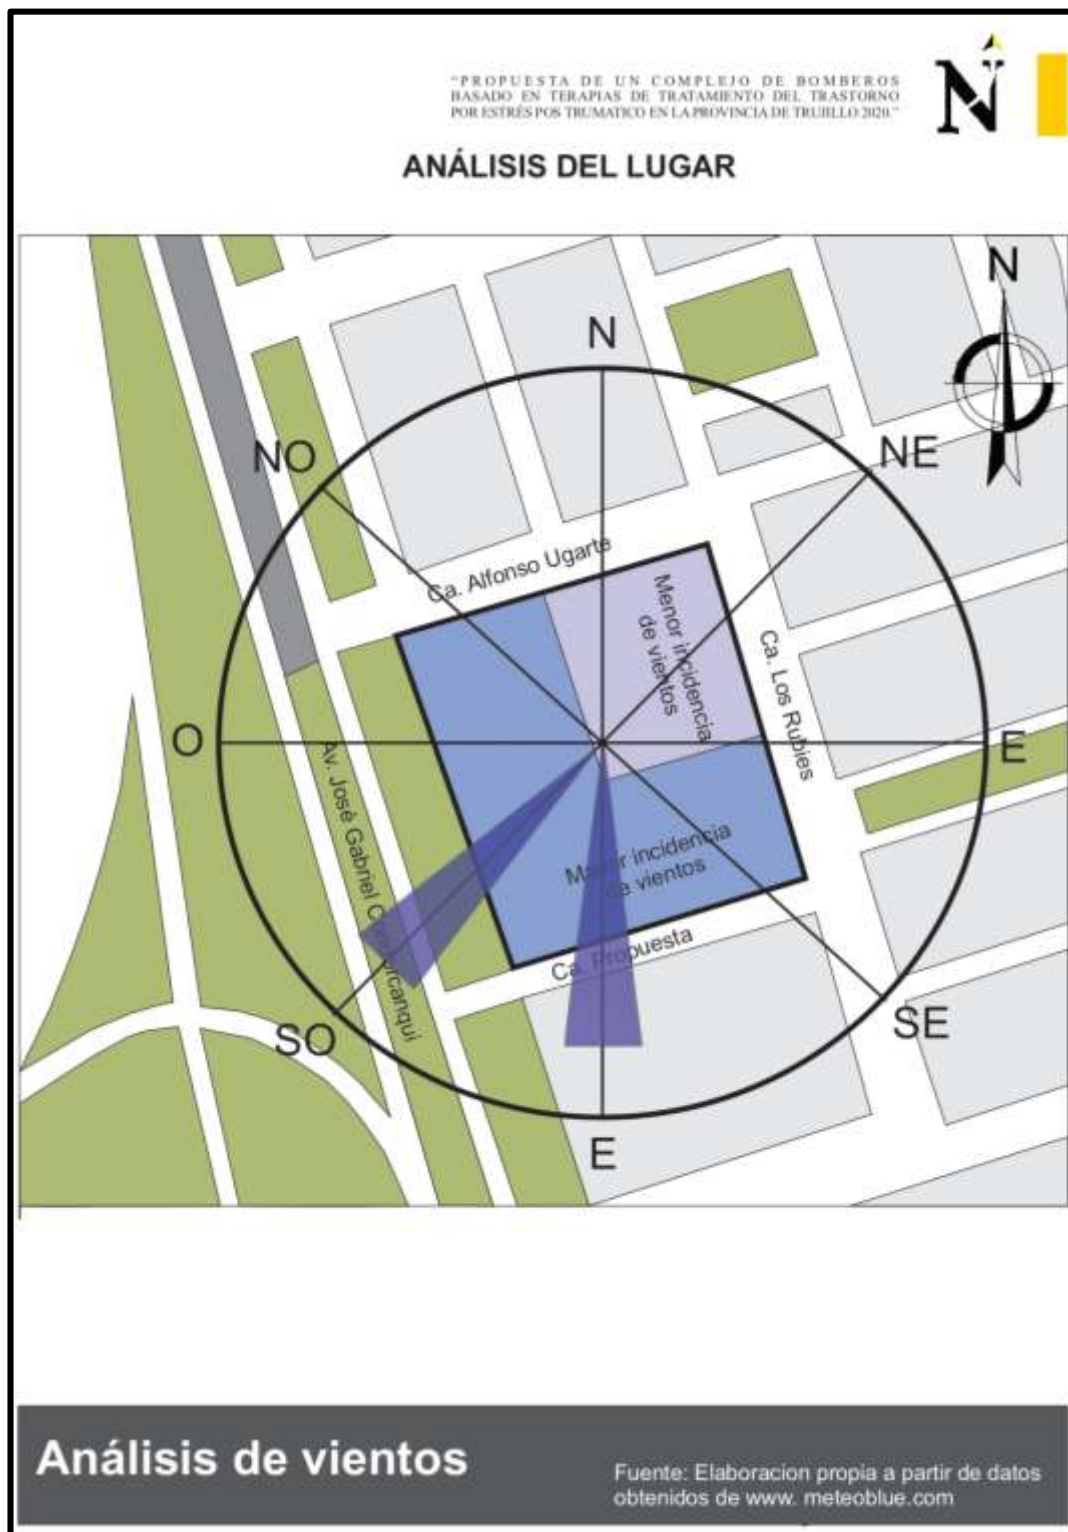 “PROPUESTA DE UN COMPLEJO DE BOMBEROS
BASADO EN TERAPIAS DE TRATAMIENTO DEL TRASTORNO
POR ESTRÉS POS TRUMATICO EN LA PROVINCIA DE TRUJILLO 2020.”
N
ANÁLISIS DEL LUGAR
N
N
NO
NE
Ca. Alfonso Ugarte
Menor incidencia
de vientos
Ca. Los Rubies
O
E
Av. José Gabriel
Mayor incidencia
de vientos
Ca. Propuesta
SO
SE
E
Análisis de vientos
Fuente: Elaboracion propia a partir de datos
obtenidos de www. meteoblue.com